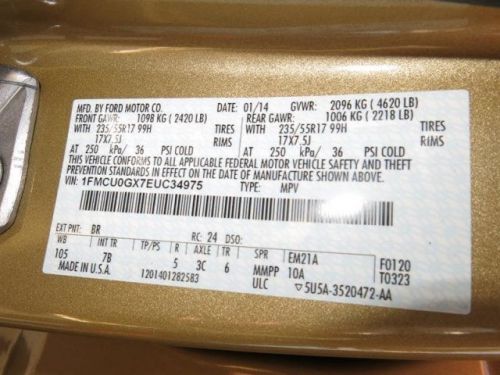 MFD. BY FORD MOTOR CO. DATE: 01/14 GVWR: 2096 KG ( 4620 LB)
FRONT GAWR: 1098 KG ( 2420 LB) REAR GAWR: 1006 KG ( 2218 LB)
WITH WITH
235/55R17 99H TIRES 235/55R17 99H TIRES
17X7.5J RIMS 17X7.5J RIMS
AT 250 kPa/ 36 PSI COLD AT 250 kPa/ 36 PSI COLD
THIS VEHICLE CONFORMS TO ALL APPLICABLE FEDERAL MOTOR VEHICLE SAFETY AND THEFT
PREVENTION STANDARDS IN EFFECT ON THE DATE OF MANUFACTURE SHOWN ABOVE.
VIN: 1FMCU0GX7EUC34975 TYPE: MPV
EXT PNT: BR RC: 24 DSO:
WB INT TR TP/PS R AXLE TR SPR EM21A F0120
105 7B 5 3C 6 MMPP 10A T0323
MADE IN U.S.A. 1201401282583 ULC 5U5A-3520472-AA